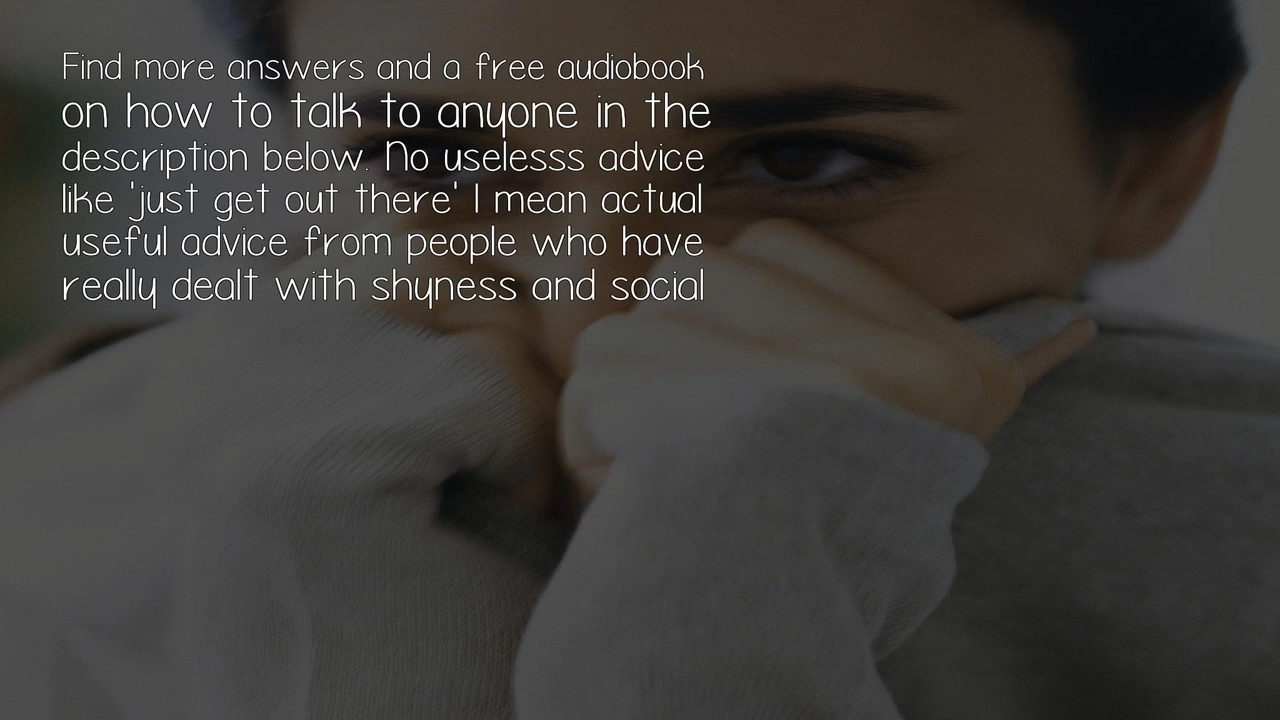 Find more answers and a free audiobook
on how to talk to anyone in the
description below. No uselesss advice
like 'just get out there' I mean actual
useful advice from people who have
really dealt with shyness and social